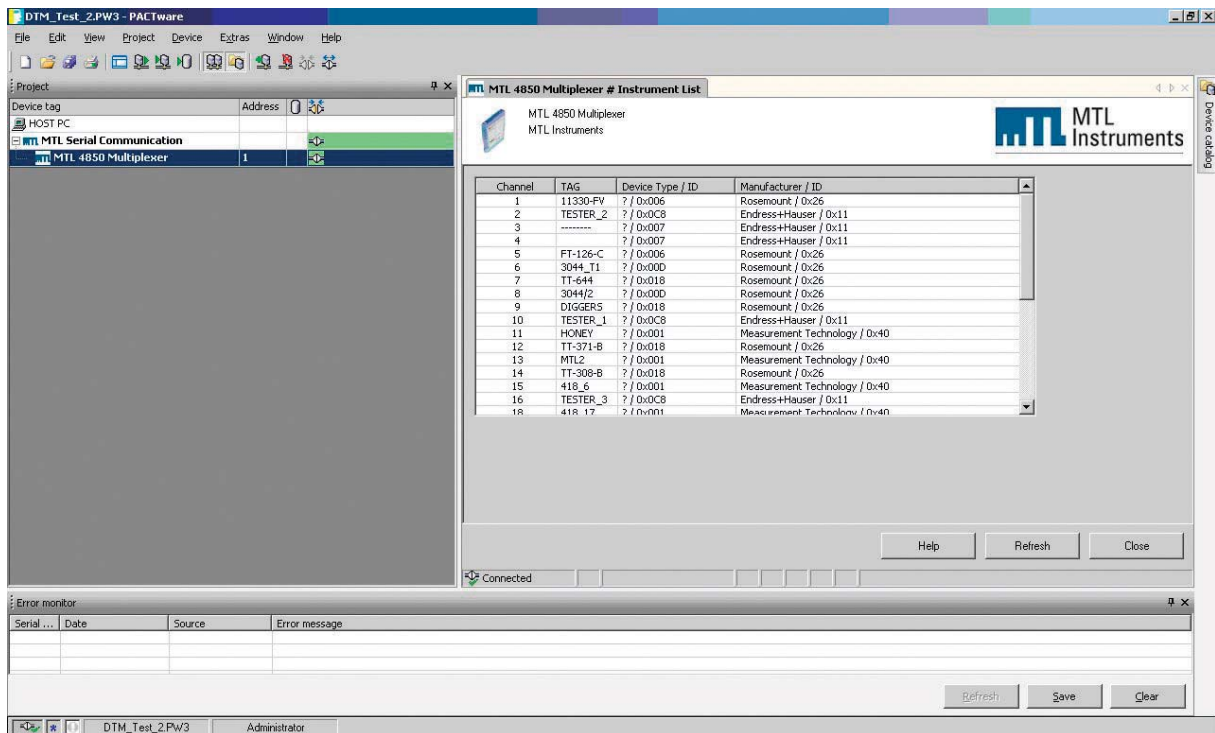 DTM_Test_2.PW3 - PACTware
File Edit View Project Device Extras Window Help
Project
Device tag Address
HOST PC
MTL Serial Communication
MTL 4850 Multiplexer 1
MTL 4850 Multiplexer # Instrument List
MTL 4850 Multiplexer
MTL Instruments
MTL
Instruments
Device catalog
Channel TAG Device Type / ID Manufacturer / ID
1 11330-FV ? / 0x006 Rosemount / 0x26
2 TESTER_2 ? / 0x0C8 Endress+Hauser / 0x11
3 -------- ? / 0x007 Endress+Hauser / 0x11
4 ? / 0x007 Endress+Hauser / 0x11
5 FT-126-C ? / 0x006 Rosemount / 0x26
6 3044_T1 ? / 0x00D Rosemount / 0x26
7 TT-644 ? / 0x018 Rosemount / 0x26
8 3044/2 ? / 0x00D Rosemount / 0x26
9 DIGGERS ? / 0x018 Rosemount / 0x26
10 TESTER_1 ? / 0x0C8 Endress+Hauser / 0x11
11 HONEY ? / 0x001 Measurement Technology / 0x40
12 TT-371-B ? / 0x018 Rosemount / 0x26
13 MTL2 ? / 0x001 Measurement Technology / 0x40
14 TT-308-B ? / 0x018 Rosemount / 0x26
15 418_6 ? / 0x001 Measurement Technology / 0x40
16 TESTER_3 ? / 0x0C8 Endress+Hauser / 0x11
18 418_17 ? / 0x001 Measurement Technology / 0x40
Help Refresh Close
Connected
Error monitor
Serial ... Date Source Error message
Refresh Save Clear
DTM_Test_2.PW3 Administrator